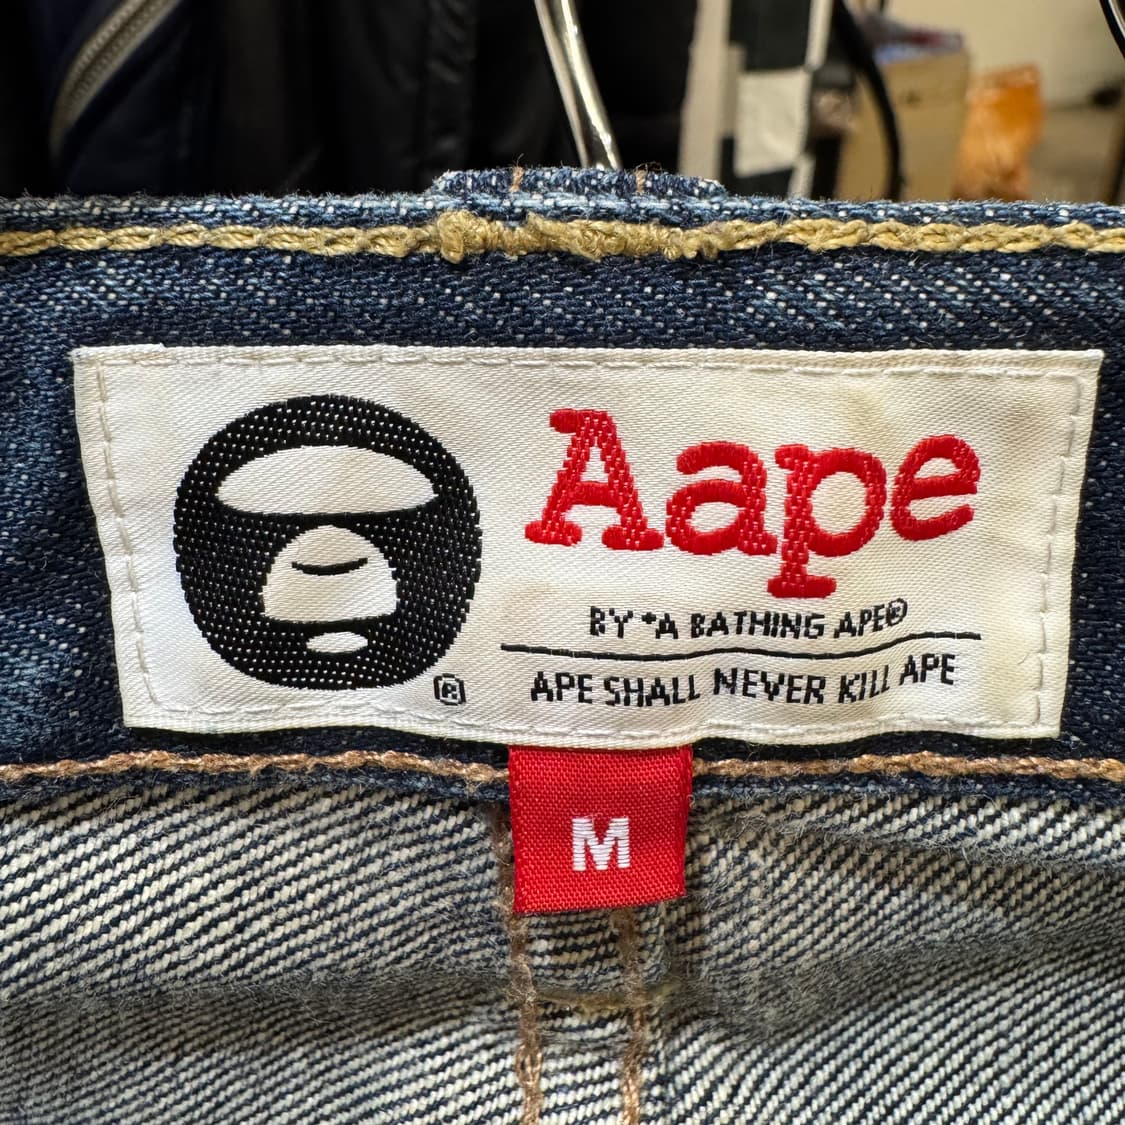 Aape
BY *A BATHING APE®
APE SHALL NEVER KILL APE
®
M